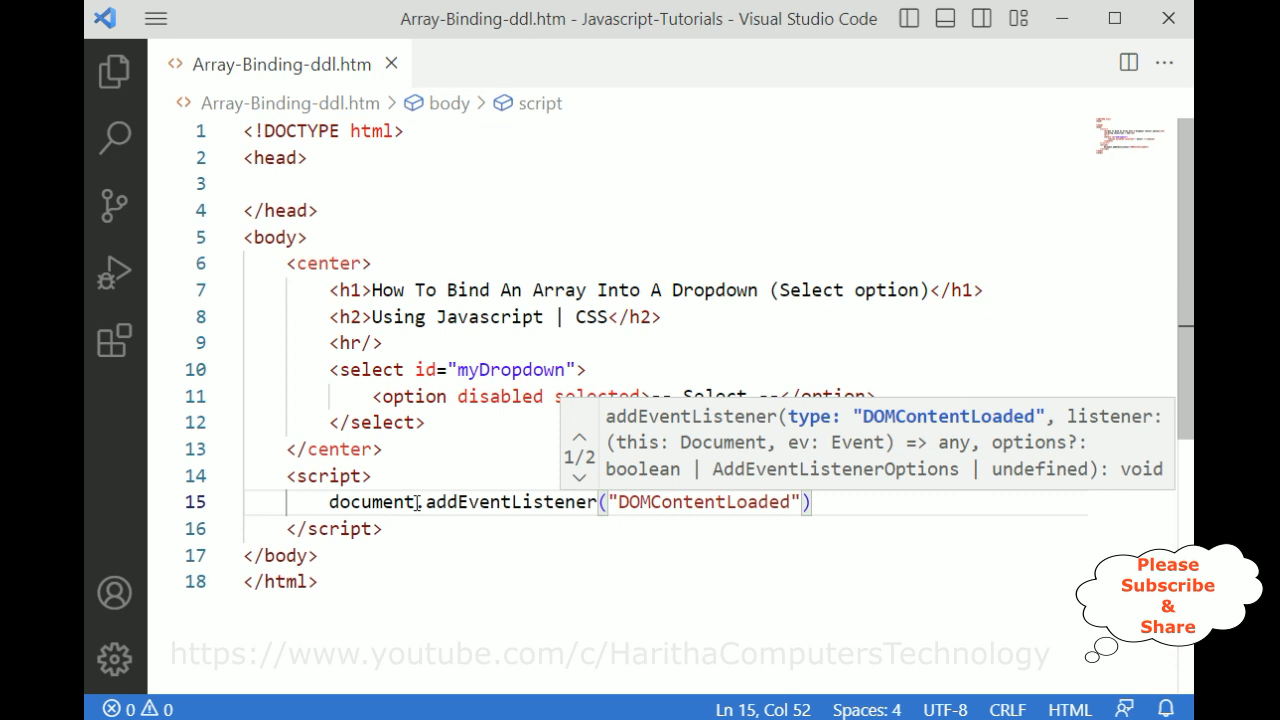 Array-Binding-ddl.htm - Javascript-Tutorials - Visual Studio Code
Array-Binding-ddl.htm
Array-Binding-ddl.htm > body > script
1 <!DOCTYPE html>
2 <head>
3
4 </head>
5 <body>
6 <center>
7 <h1>How To Bind An Array Into A Dropdown (Select option)</h1>
8 <h2>Using Javascript | CSS</h2>
9 <hr/>
10 <select id="myDropdown">
11 <option disabled selected>-- Select --</option>
12 </select>
13 </center>
14 <script>
15 document.addEventListener("DOMContentLoaded")
16 </script>
17 </body>
18 </html>
addEventListener(type: "DOMContentLoaded", listener:
(this: Document, ev: Event) => any, options?:
1/2
boolean | AddEventListenerOptions | undefined): void
Please
Subscribe
&
Share
https://www.youtube.com/c/HarithaComputersTechnology
0 0 Ln 15, Col 52 Spaces: 4 UTF-8 CRLF HTML